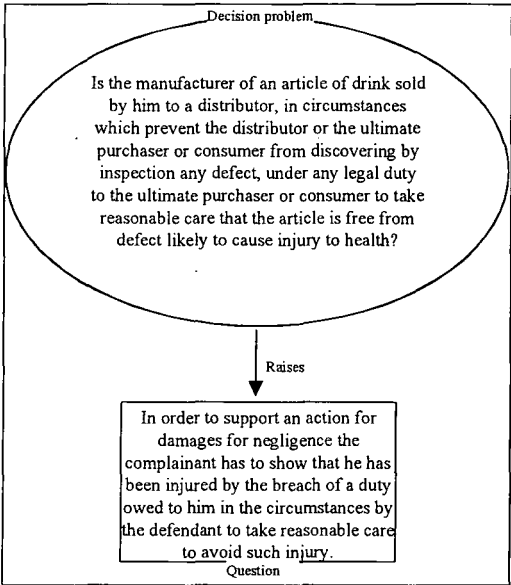 Decision problem
Is the manufacturer of an article of drink sold
by him to a distributor, in circumstances
which prevent the distributor or the ultimate
purchaser or consumer from discovering by
inspection any defect, under any legal duty
to the ultimate purchaser or consumer to take
reasonable care that the article is free from
defect likely to cause injury to health?
Raises
In order to support an action for
damages for negligence the
complainant has to show that he has
been injured by the breach of a duty
owed to him in the circumstances by
the defendant to take reasonable care
to avoid such injury.
Question